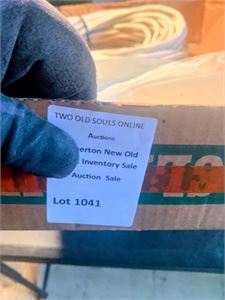 TWO OLD SOULS ONLINE
Auctions
erton New Old
Inventory Sale
Auction Sale
Lot 1041